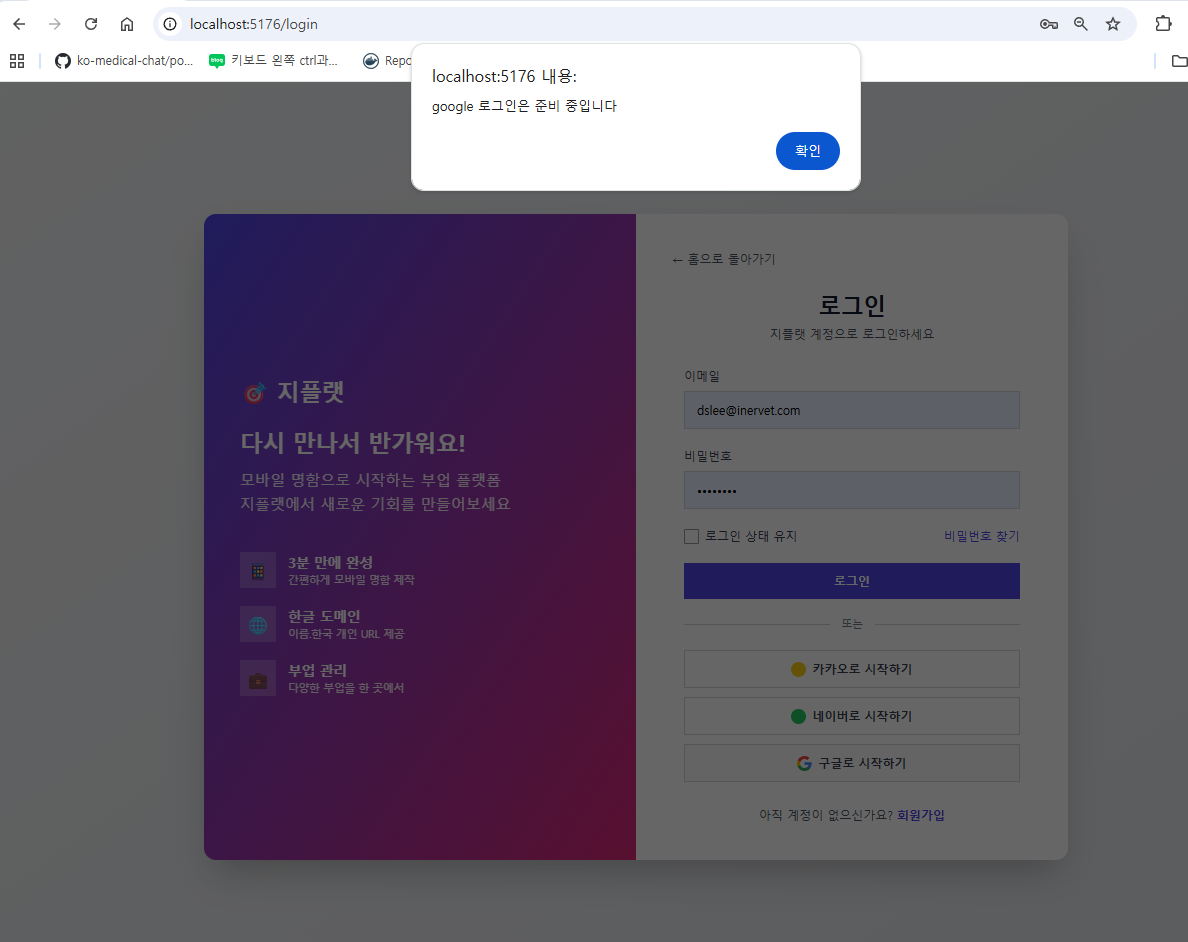 localhost:5176/login
ko-medical-chat/po...
blog
키보드 왼쪽 ctrl과...
Repo
localhost:5176 내용:
google 로그인은 준비 중입니다
확인
← 홈으로 돌아가기
로그인
지플랫 계정으로 로그인하세요
이메일
dslee@inervet.com
비밀번호
••••••••
로그인 상태 유지
비밀번호 찾기
로그인
또는
카카오로 시작하기
네이버로 시작하기
구글로 시작하기
아직 계정이 없으신가요? 회원가입
지플랫
다시 만나서 반가워요!
모바일 명함으로 시작하는 부업 플랫폼
지플랫에서 새로운 기회를 만들어보세요
3분 만에 완성
간편하게 모바일 명함 제작
한글 도메인
이름.한국 개인 URL 제공
부업 관리
다양한 부업을 한 곳에서